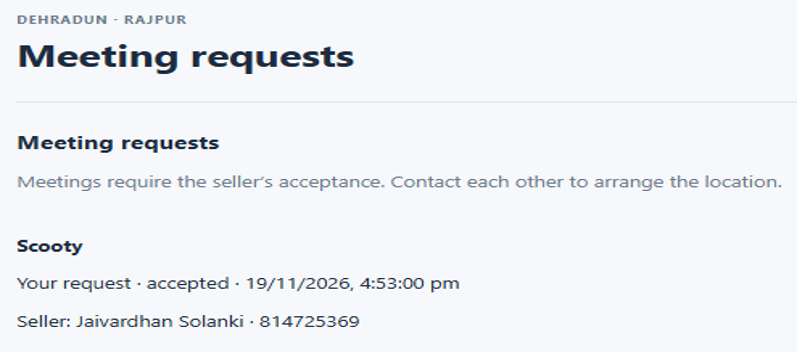 DEHRADUN · RAJPUR
Meeting requests
Meeting requests
Meetings require the seller's acceptance. Contact each other to arrange the location.
Scooty
Your request · accepted · 19/11/2026, 4:53:00 pm
Seller: Jaivardhan Solanki · 814725369